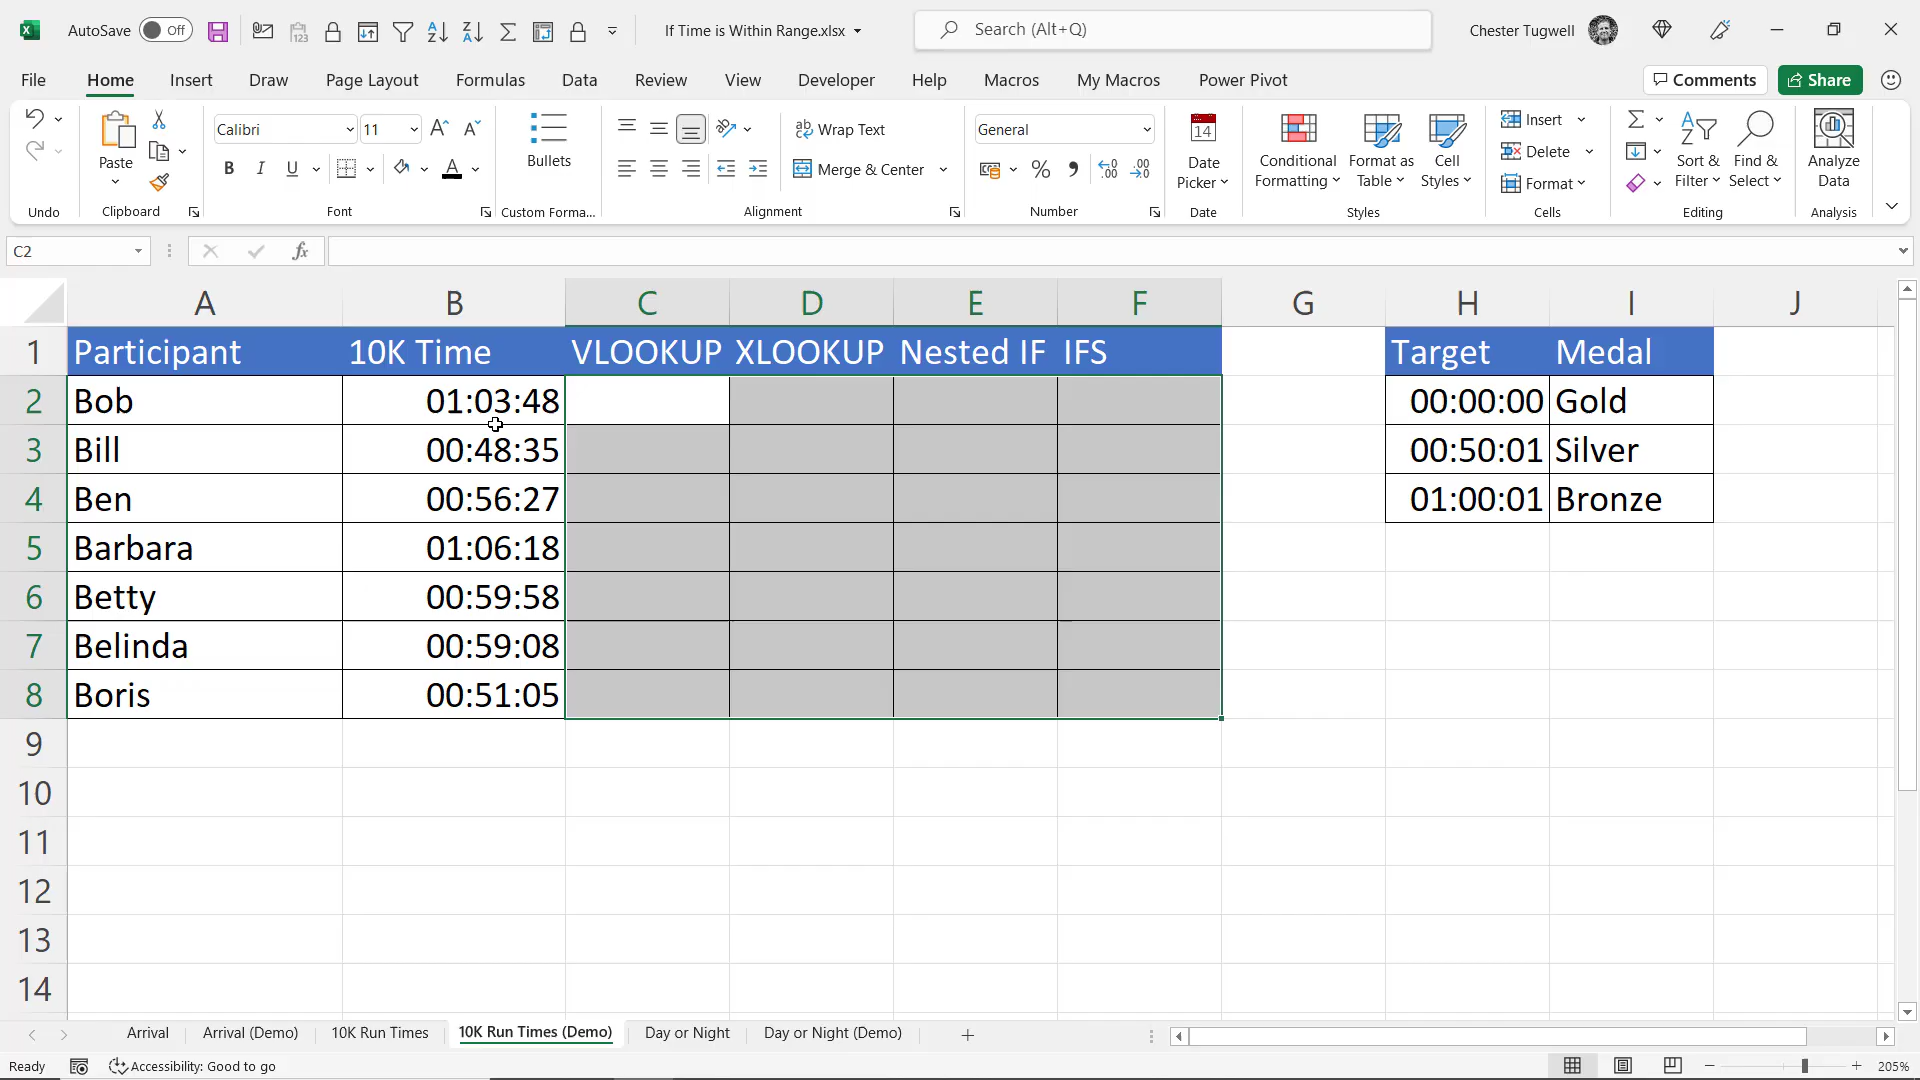 AutoSave Off If Time is Within Range.xlsx Search (Alt+Q) Chester Tugwell
File Home Insert Draw Page Layout Formulas Data Review View Developer Help Macros My Macros Power Pivot Comments Share
Calibri 11 Wrap Text General 14 Insert
Paste B I U Bullets Merge & Center % Date Picker Conditional Formatting Format as Table Cell Styles Delete Sort & Filter Find & Select Analyze Data
Format
Undo Clipboard Font Custom Forma... Alignment Number Date Styles Cells Editing Analysis
C2 fx
A B C D E F G H I J
1 Participant 10K Time VLOOKUP XLOOKUP Nested IF IFS Target Medal
2 Bob 01:03:48 00:00:00 Gold
3 Bill 00:48:35 00:50:01 Silver
4 Ben 00:56:27 01:00:01 Bronze
5 Barbara 01:06:18
6 Betty 00:59:58
7 Belinda 00:59:08
8 Boris 00:51:05
9
10
11
12
13
14
Arrival Arrival (Demo) 10K Run Times 10K Run Times (Demo) Day or Night Day or Night (Demo)
Ready Accessibility: Good to go 205%